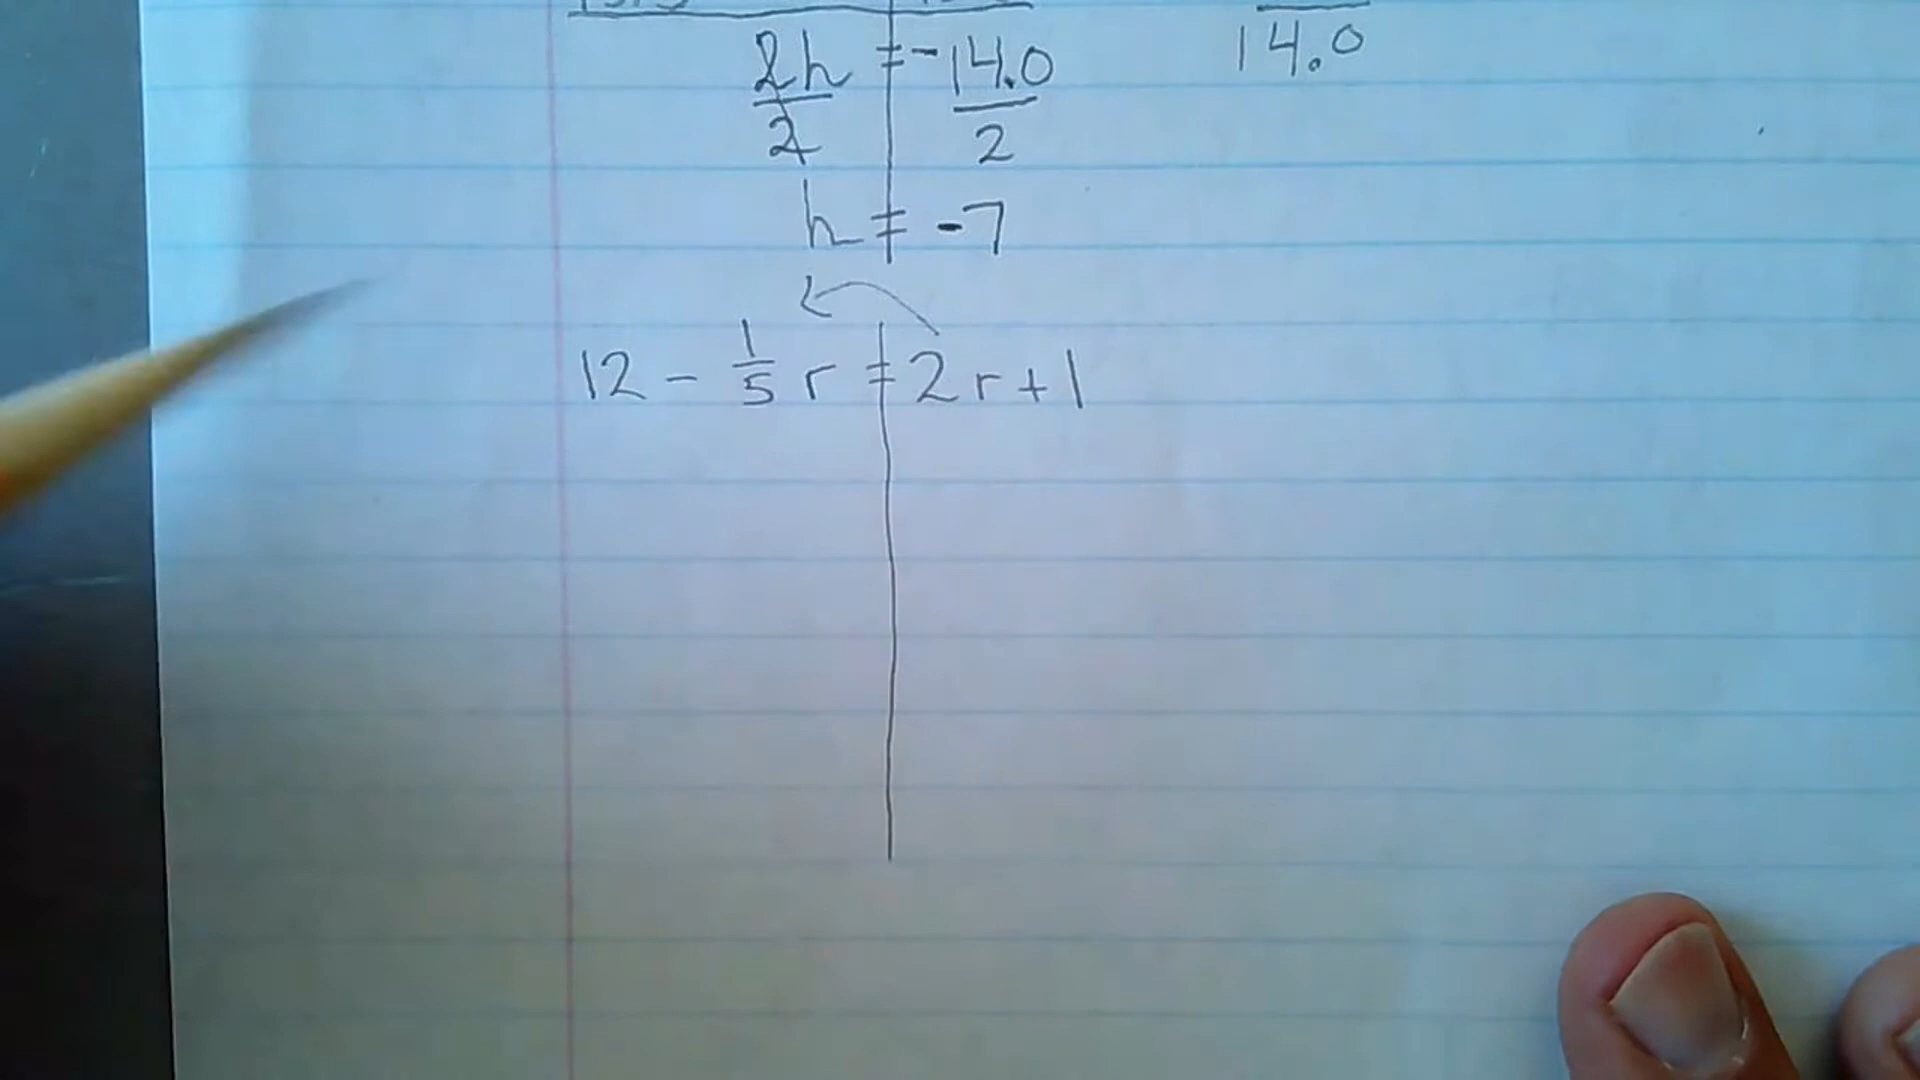 2h = -14.0
2 2
14.0
h = -7
12 - 1/5 r = 2r + 1